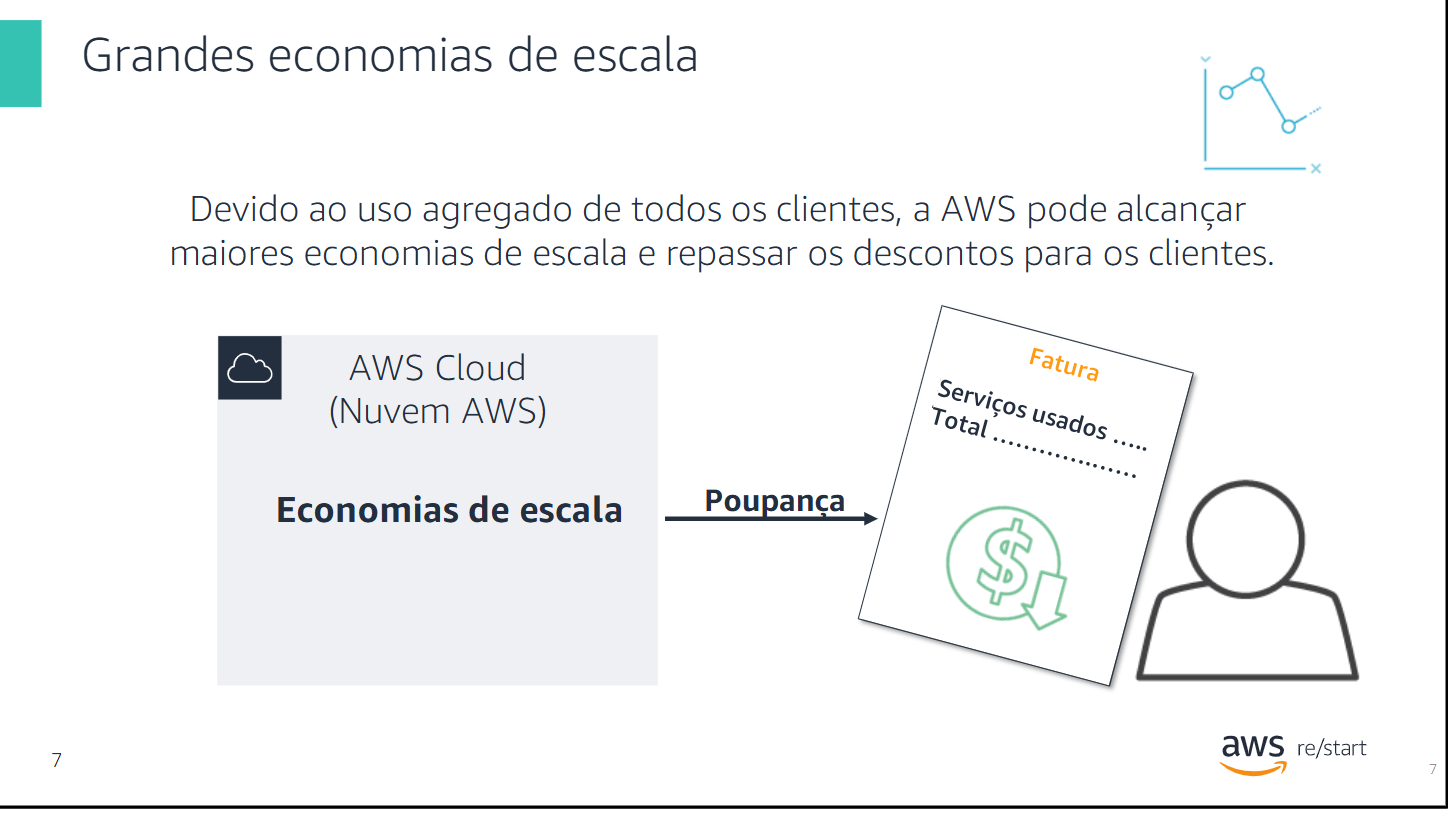 Grandes economias de escala
Devido ao uso agregado de todos os clientes, a AWS pode alcançar
maiores economias de escala e repassar os descontos para os clientes.
AWS Cloud
(Nuvem AWS)
Economias de escala
Poupança
Fatura
Serviços usados .....
Total ...................
$
7
aws re/start
7